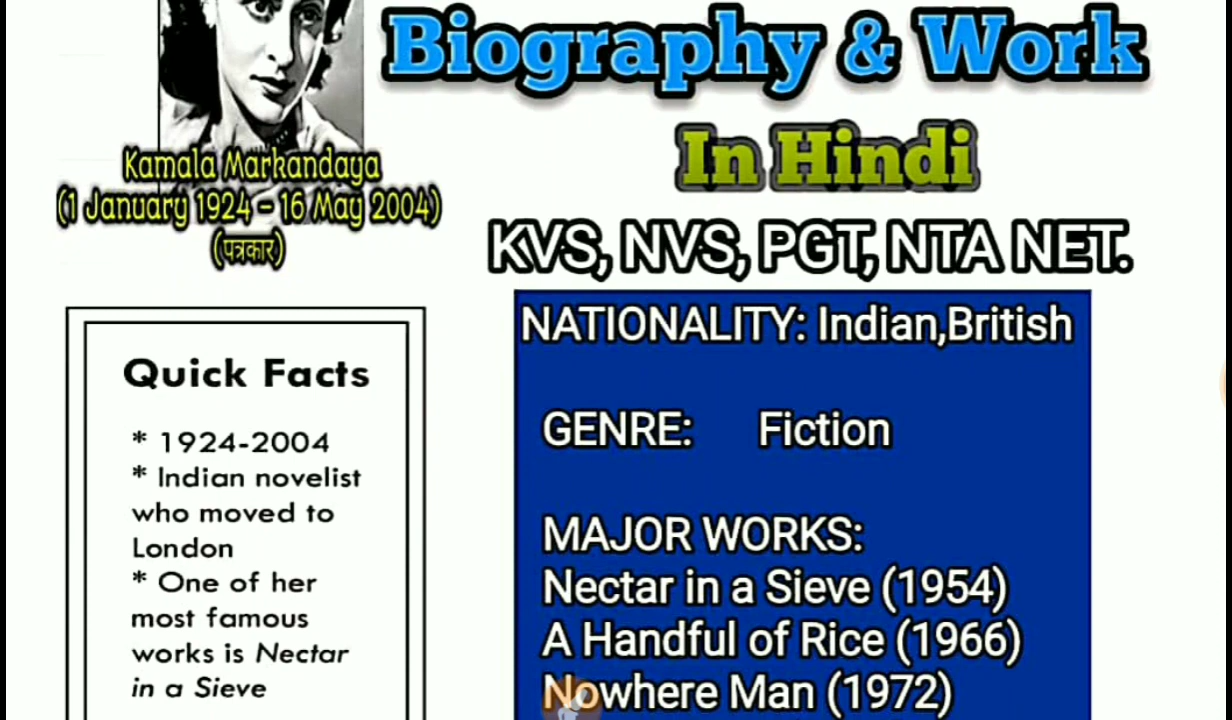 Biography & Work
In Hindi
Kamala Markandaya
(1 January 1924 - 16 May 2004)
(पत्रकार)
KVS, NVS, PGT, NTA NET.
Quick Facts
* 1924-2004
* Indian novelist
who moved to
London
* One of her
most famous
works is Nectar
in a Sieve
NATIONALITY: Indian,British
GENRE: Fiction
MAJOR WORKS:
Nectar in a Sieve (1954)
A Handful of Rice (1966)
Nowhere Man (1972)